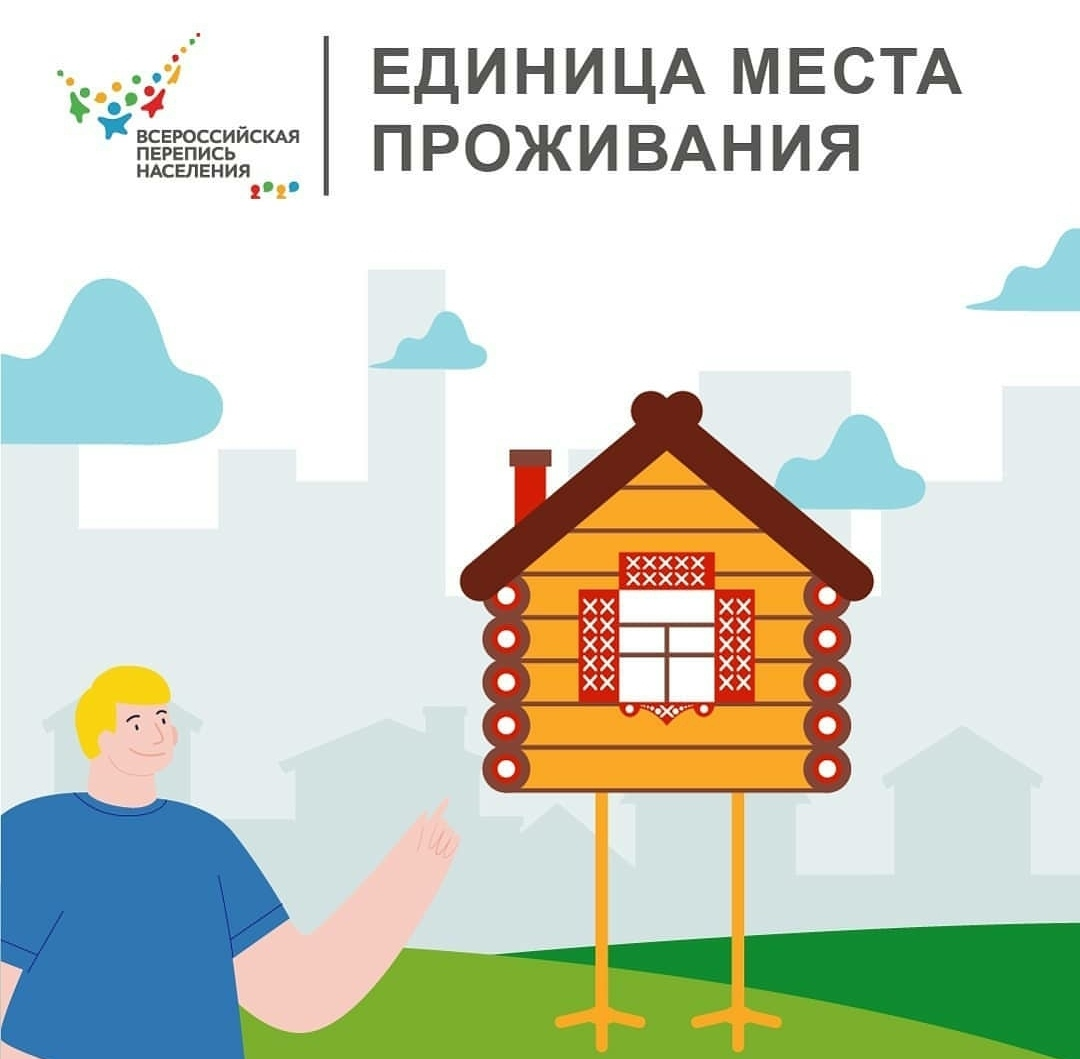 ВСЕРОССИЙСКАЯ
ПЕРЕПИСЬ
НАСЕЛЕНИЯ
2020
ЕДИНИЦА МЕСТА
ПРОЖИВАНИЯ